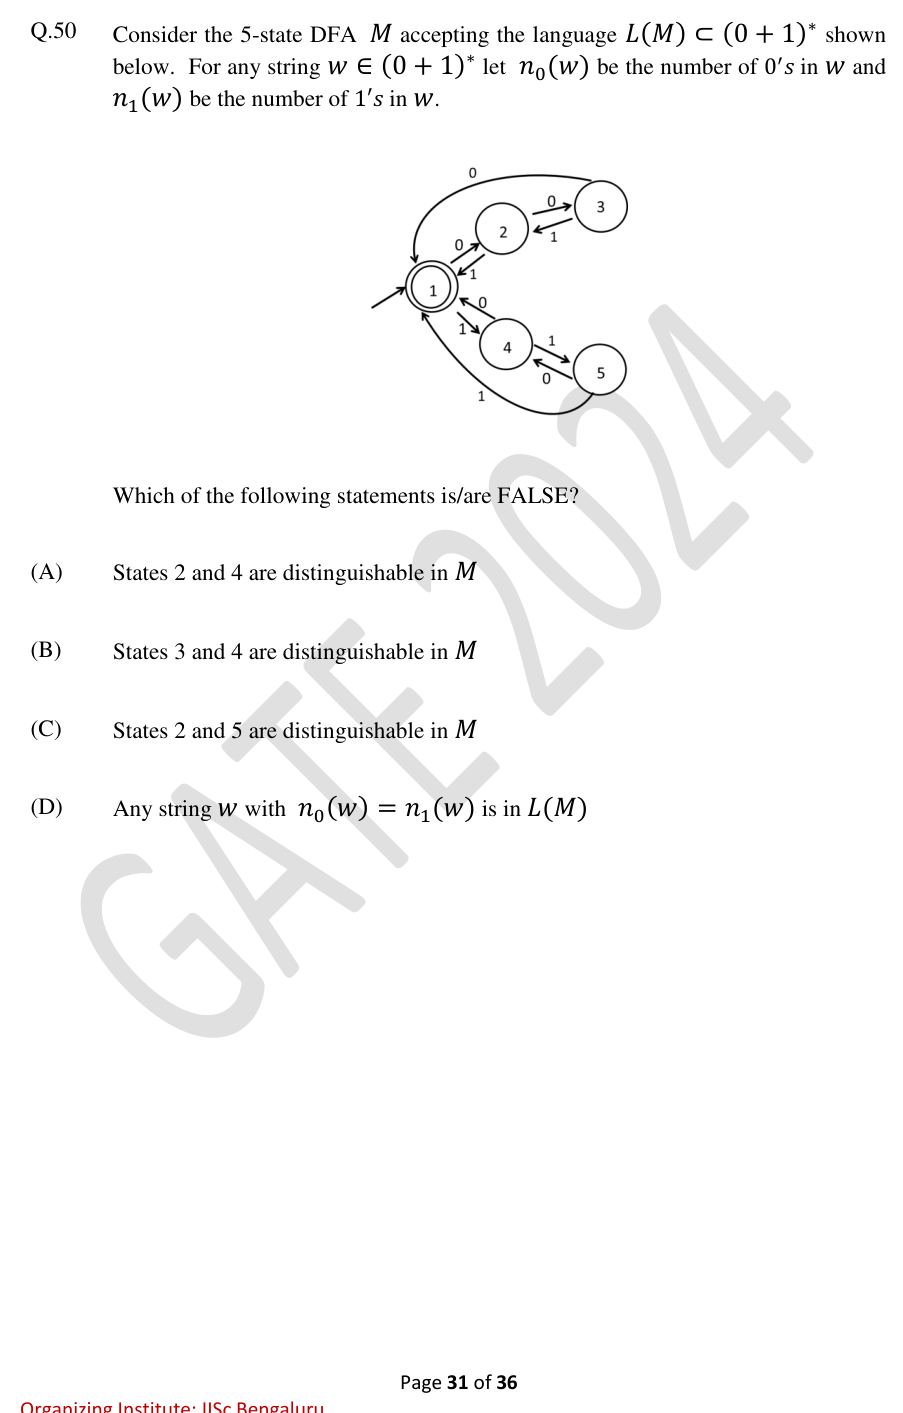 Q.50 Consider the 5-state DFA M accepting the language L(M) ⊂ (0 + 1)* shown
below. For any string w ∈ (0 + 1)* let n₀(w) be the number of 0's in w and
n₁(w) be the number of 1's in w.
0
0
3
2
1
0
1
1
0
1
4
1
5
0
1
Which of the following statements is/are FALSE?
(A) States 2 and 4 are distinguishable in M
(B) States 3 and 4 are distinguishable in M
(C) States 2 and 5 are distinguishable in M
(D) Any string w with n₀(w) = n₁(w) is in L(M)
GATE 2024
Page 31 of 36
Organizing Institute: IISc Bengaluru